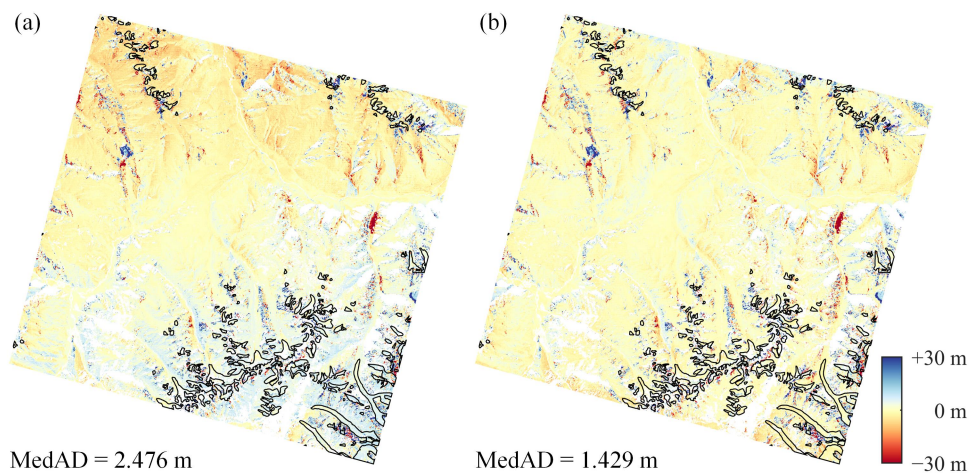 (a)
(b)
+30 m
0 m
−30 m
MedAD = 2.476 m
MedAD = 1.429 m